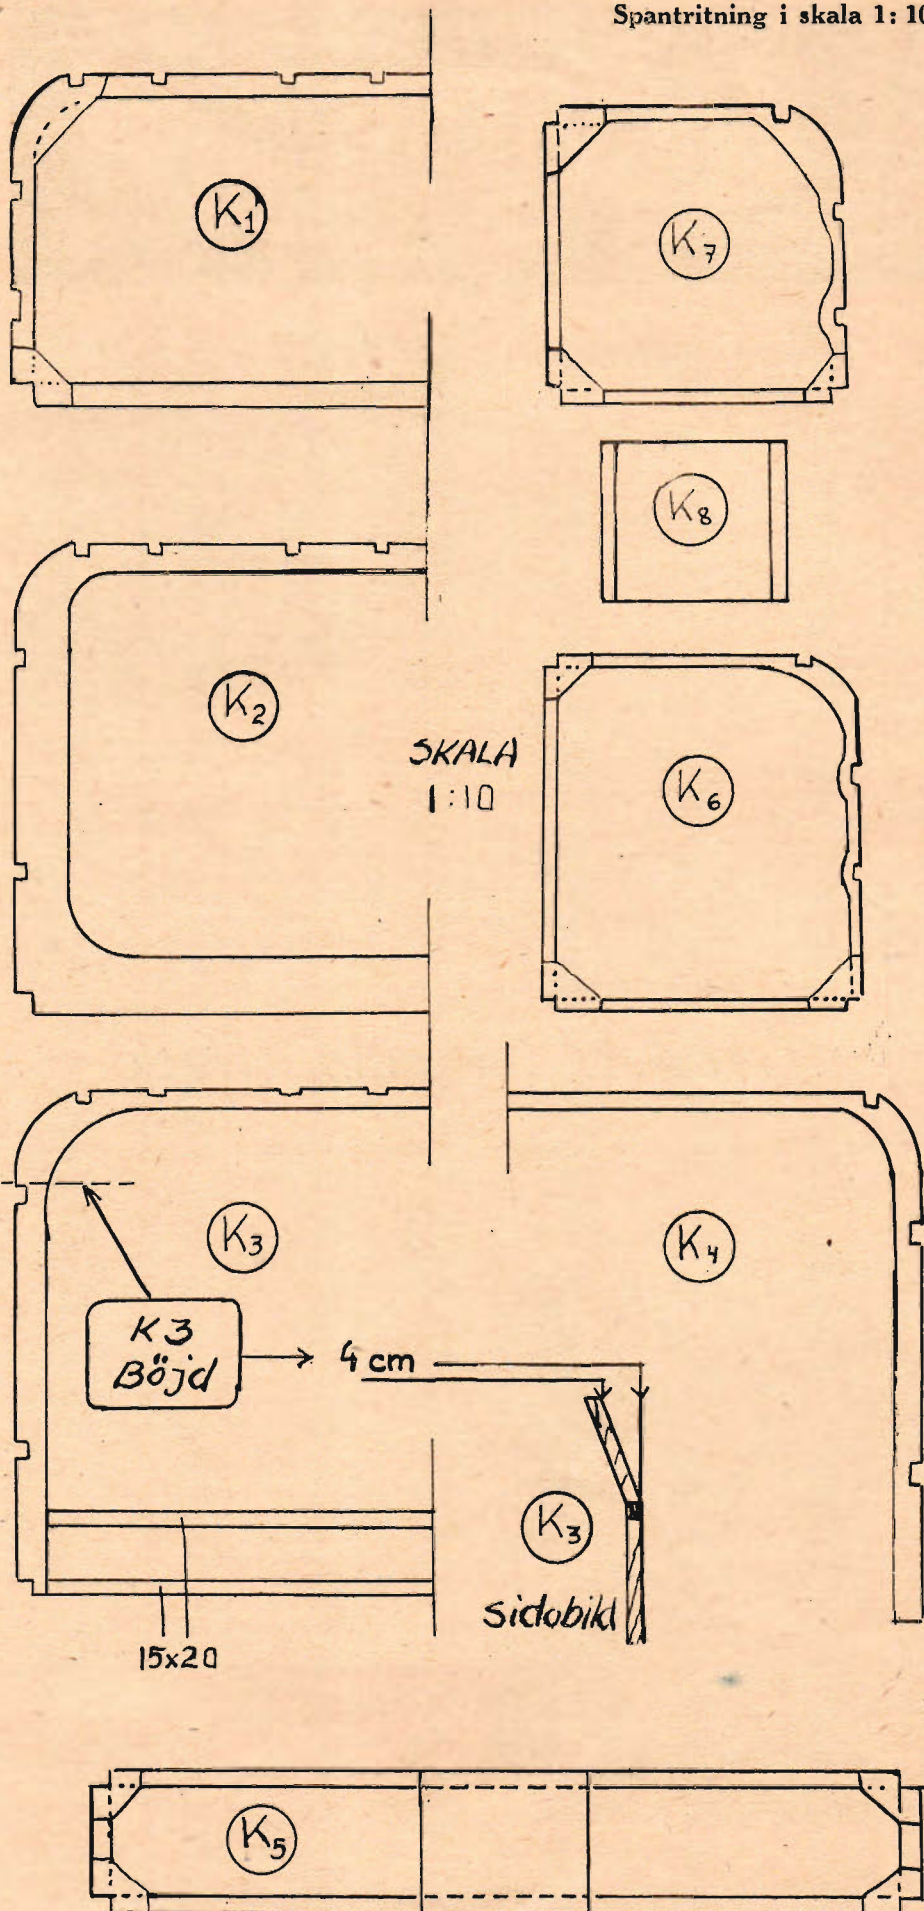 Spantritning i skala 1: 10
K1
K7
K8
K2
SKALA
1:10
K6
K3
K4
K3
Böjd
4 cm
K3
sidobild
15x20
K5